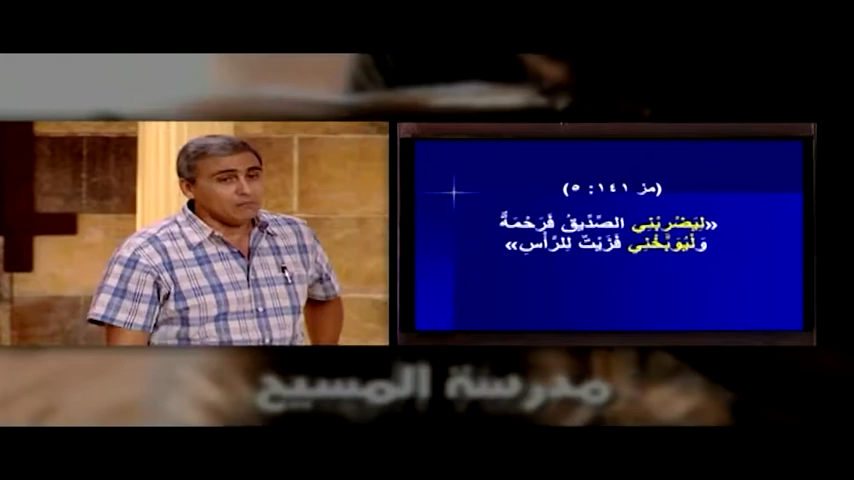 (مز ١٤١: ٥)
«لِيَضْرِبْنِي الصِّدِّيقُ فَرَحْمَةٌ
وَلْيُوَبِّخْنِي فَزَيْتٌ لِلرَّأْسِ»
مدرسة المسيح